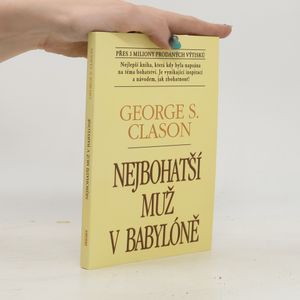 PŘES 3 MILIONY PRODANÝCH VÝTISKŮ
Nejlepší kniha, která kdy byla napsána
na téma bohatství. Je vynikající inspirací
a návodem, jak zbohatnout!
GEORGE S.
CLASON
NEJBOHATŠÍ
MUŽ
V BABYLÓNĚ